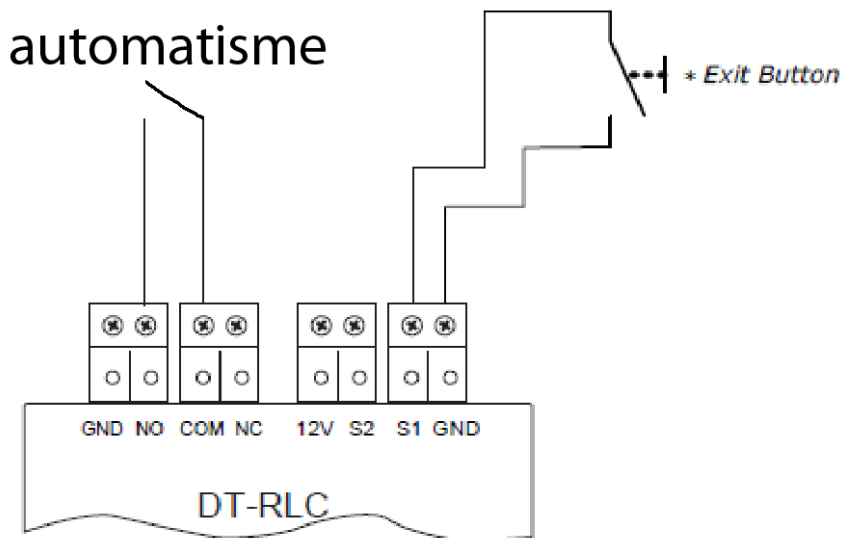 automatisme
* Exit Button
GND NO COM NC 12V S2 S1 GND
DT-RLC